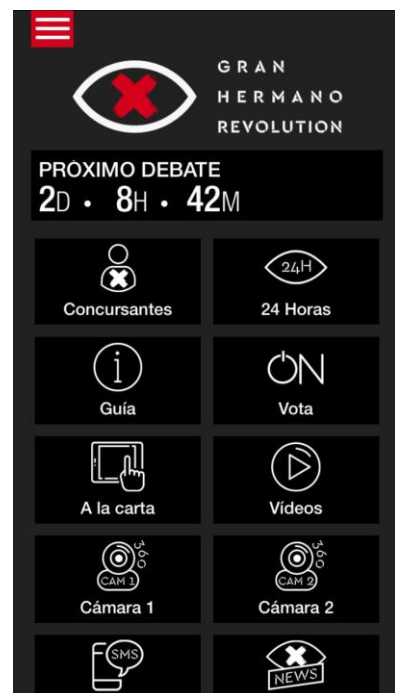 GRAN
HERMANO
REVOLUTION
PRÓXIMO DEBATE
2D • 8H • 42M
24H
Concursantes
24 Horas
i
ON
Guía
Vota
A la carta
Vídeos
360
CAM 1
360
CAM 2
Cámara 1
Cámara 2
SMS
NEWS